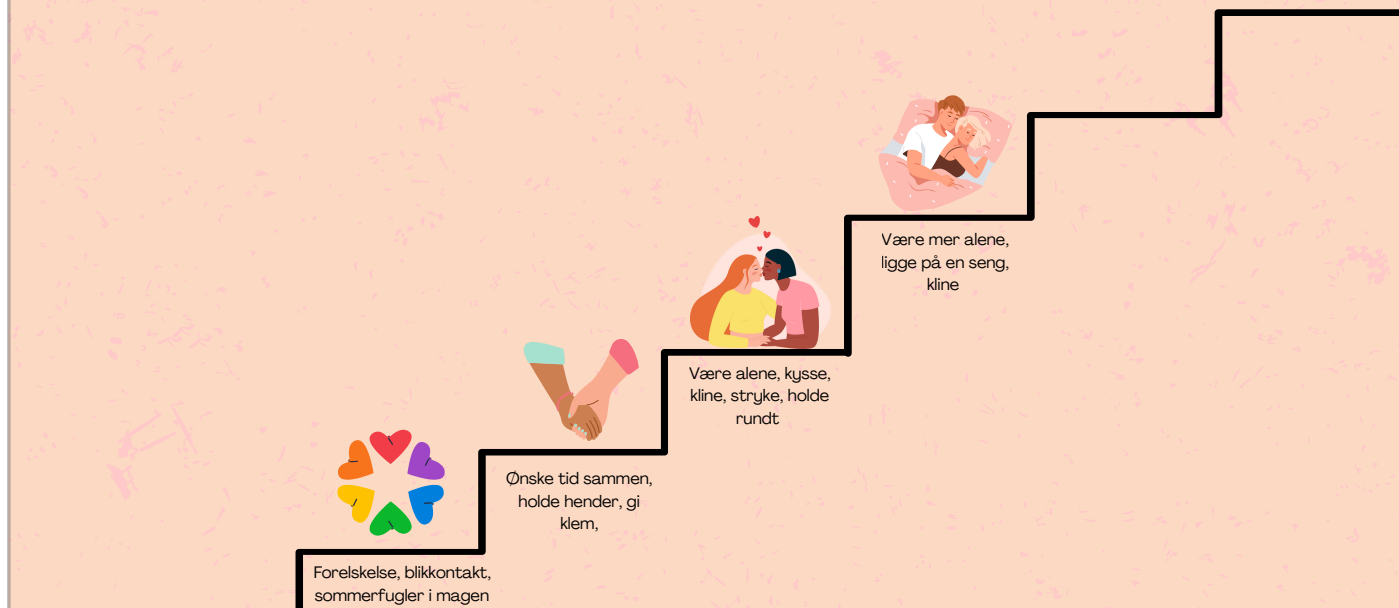 Være mer alene,
ligge på en seng,
kline
Være alene, kysse,
kline, stryke, holde
rundt
Ønske tid sammen,
holde hender, gi
klem,
Forelskelse, blikkontakt,
sommerfugler i magen